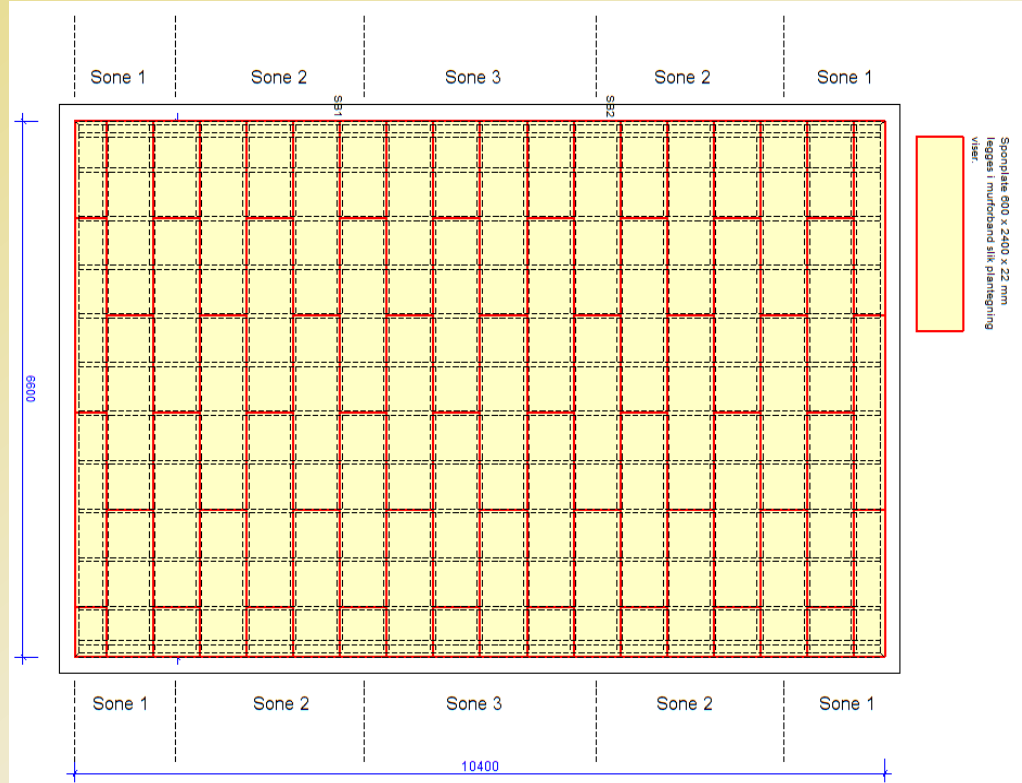 Sone 1
Sone 2
Sone 3
Sone 2
Sone 1
SB1
SB2
Sponplate 600 x 2400 x 22 mm
legges i murforband slik plantegning
viser.
6600
Sone 1
Sone 2
Sone 3
Sone 2
Sone 1
10400